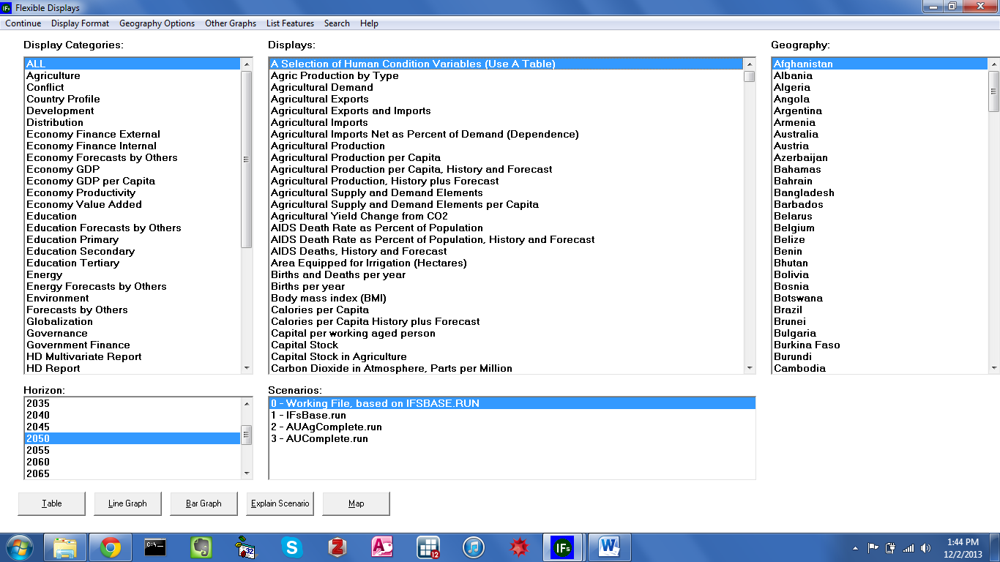 Flexible Displays
Continue Display Format Geography Options Other Graphs List Features Search Help
Display Categories:
ALL
Agriculture
Conflict
Country Profile
Development
Distribution
Economy Finance External
Economy Finance Internal
Economy Forecasts by Others
Economy GDP
Economy GDP per Capita
Economy Productivity
Economy Value Added
Education
Education Forecasts by Others
Education Primary
Education Secondary
Education Tertiary
Energy
Energy Forecasts by Others
Environment
Forecasts by Others
Globalization
Governance
Government Finance
HD Multivariate Report
HD Report
Displays:
A Selection of Human Condition Variables (Use A Table)
Agric Production by Type
Agricultural Demand
Agricultural Exports
Agricultural Exports and Imports
Agricultural Imports
Agricultural Imports Net as Percent of Demand (Dependence)
Agricultural Production
Agricultural Production per Capita
Agricultural Production per Capita, History and Forecast
Agricultural Production, History plus Forecast
Agricultural Supply and Demand Elements
Agricultural Supply and Demand Elements per Capita
Agricultural Yield Change from CO2
AIDS Death Rate as Percent of Population
AIDS Death Rate as Percent of Population, History and Forecast
AIDS Deaths, History and Forecast
Area Equipped for Irrigation (Hectares)
Births and Deaths per year
Births per year
Body mass index (BMI)
Calories per Capita
Calories per Capita History plus Forecast
Capital per working aged person
Capital Stock
Capital Stock in Agriculture
Carbon Dioxide in Atmosphere, Parts per Million
Geography:
Afghanistan
Albania
Algeria
Angola
Argentina
Armenia
Australia
Austria
Azerbaijan
Bahamas
Bahrain
Bangladesh
Barbados
Belarus
Belgium
Belize
Benin
Bhutan
Bolivia
Bosnia
Botswana
Brazil
Brunei
Bulgaria
Burkina Faso
Burundi
Cambodia
Horizon:
2035
2040
2045
2050
2055
2060
2065
Scenarios:
0 - Working File, based on IFSBASE.RUN
1 - IFsBase.run
2 - AUAgComplete.run
3 - AUComplete.run
Table Line Graph Bar Graph Explain Scenario Map
1:44 PM
12/2/2013